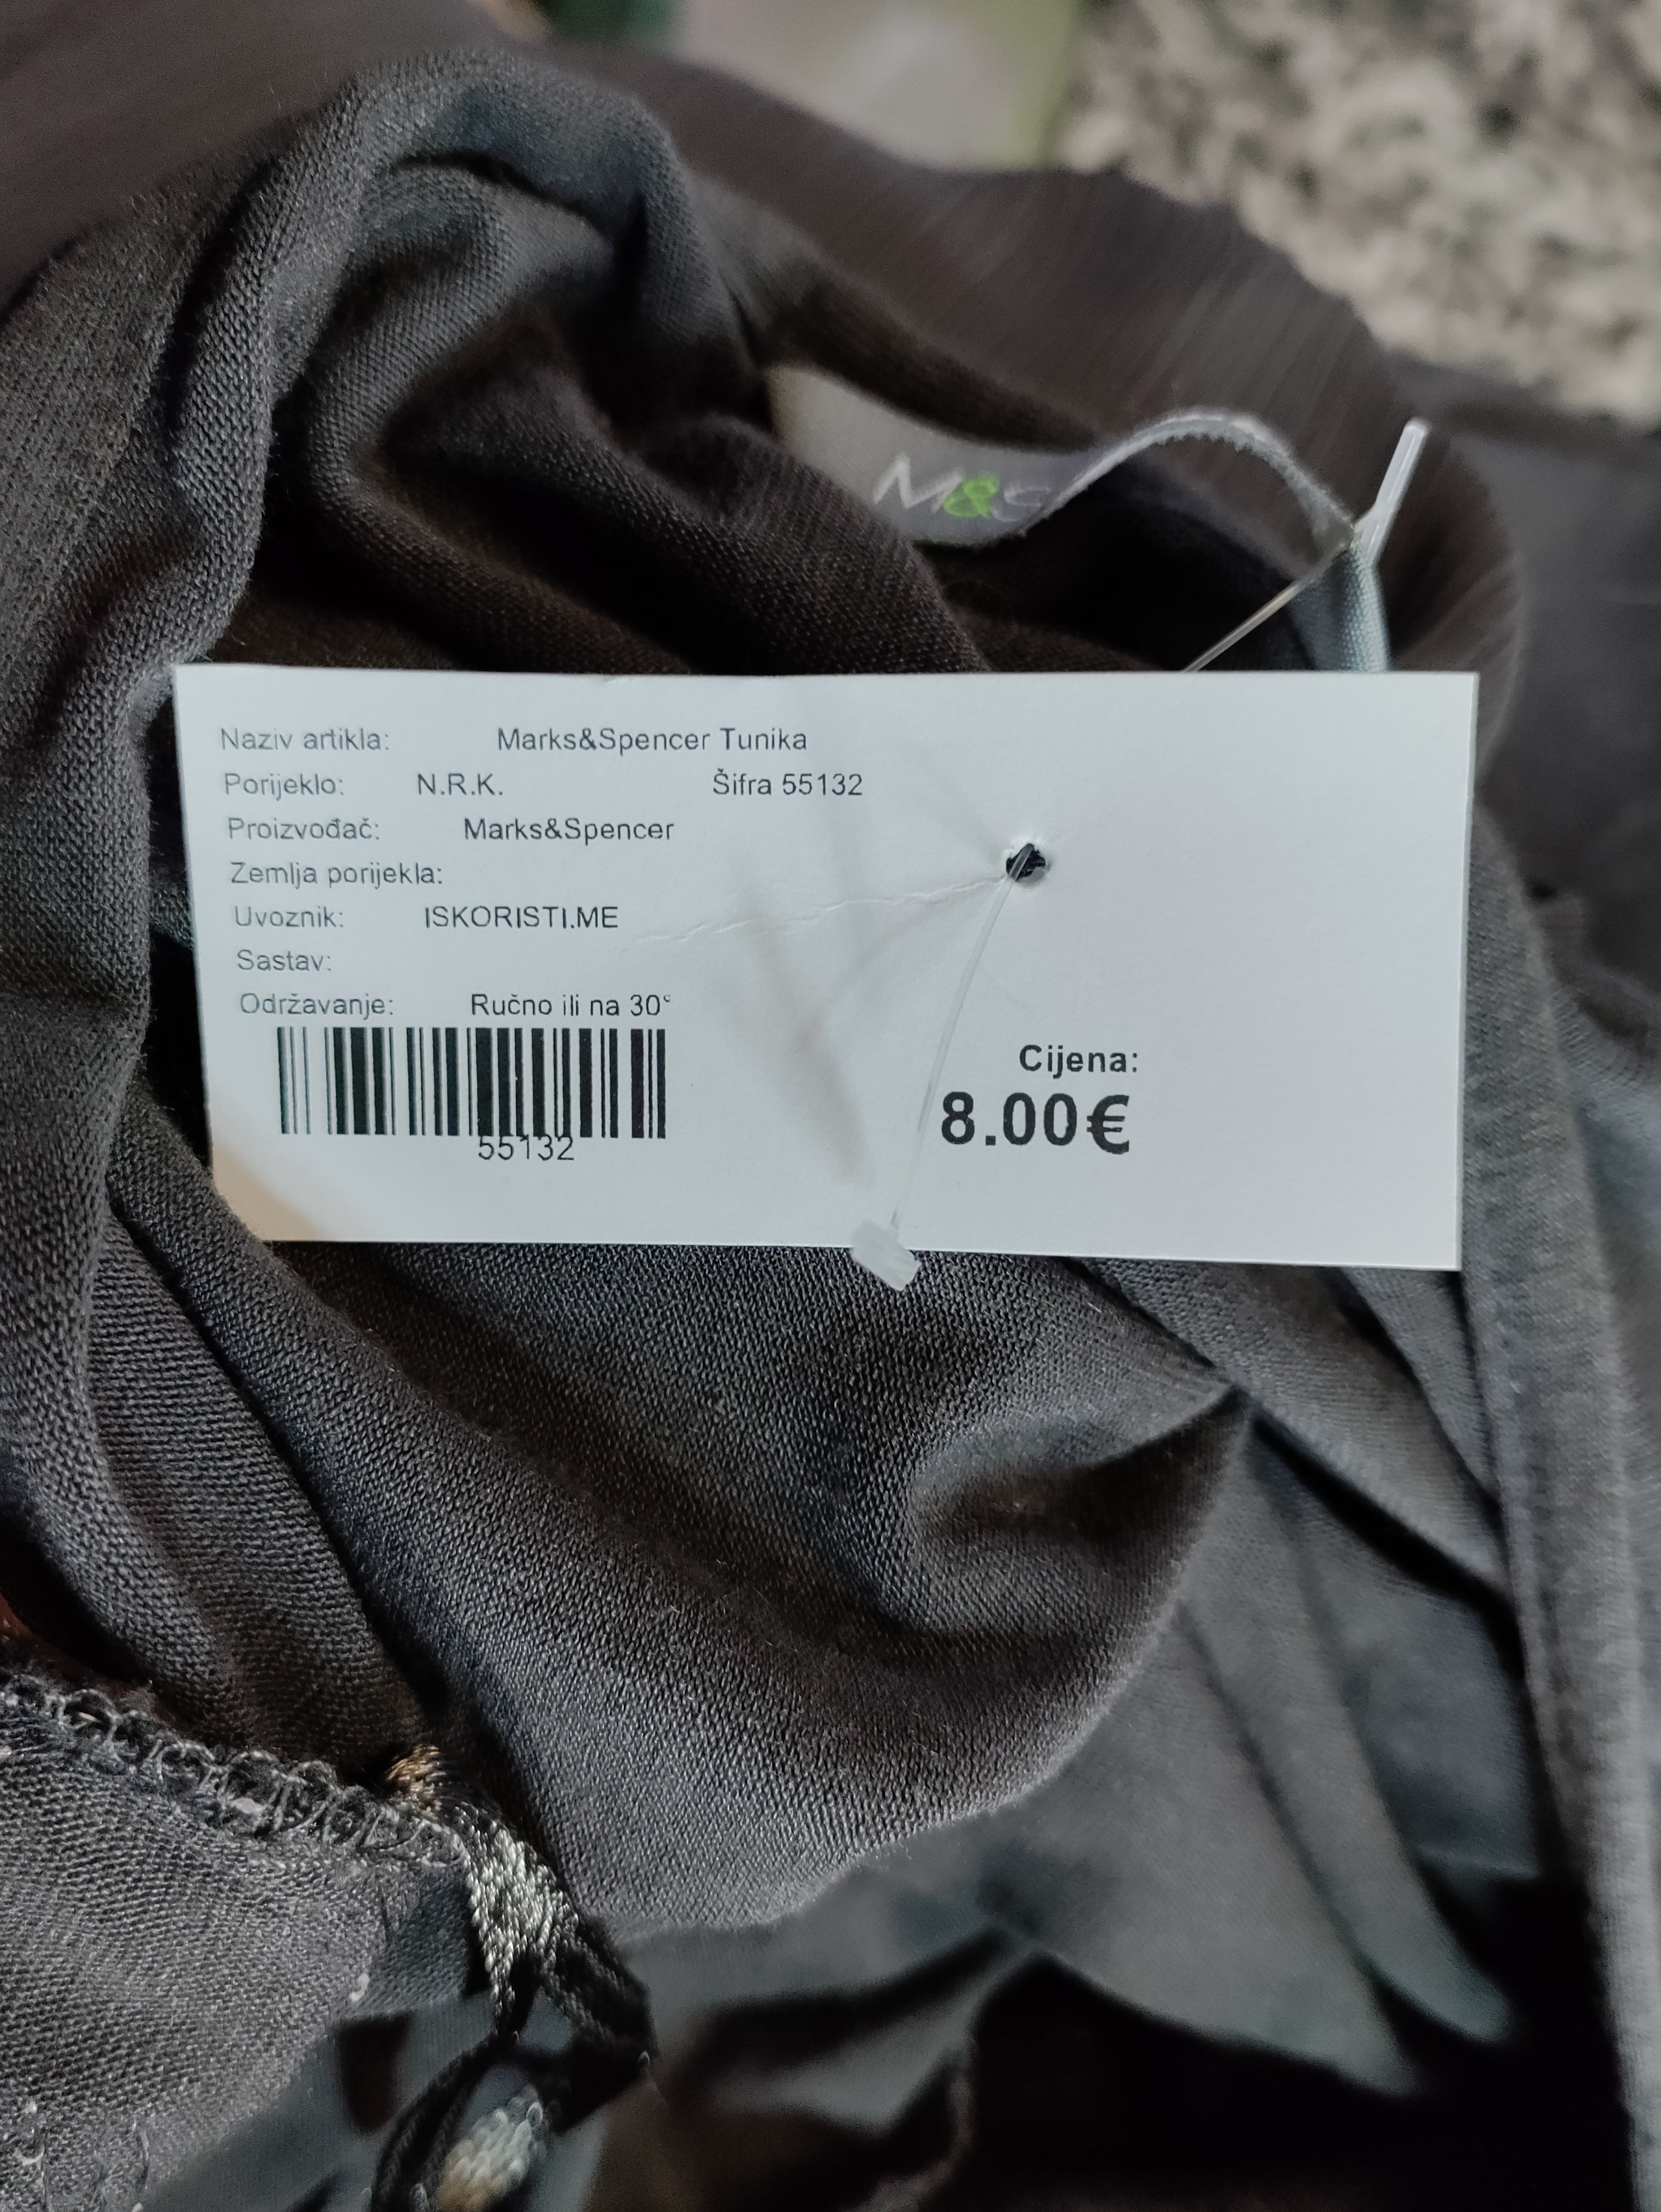 M&S
Naziv artikla: Marks&Spencer Tunika
Porijeklo: N.R.K. Šifra 55132
Proizvođač: Marks&Spencer
Zemlja porijekla:
Uvoznik: ISKORISTI.ME
Sastav:
Održavanje: Ručno ili na 30°
55132
Cijena:
8.00€